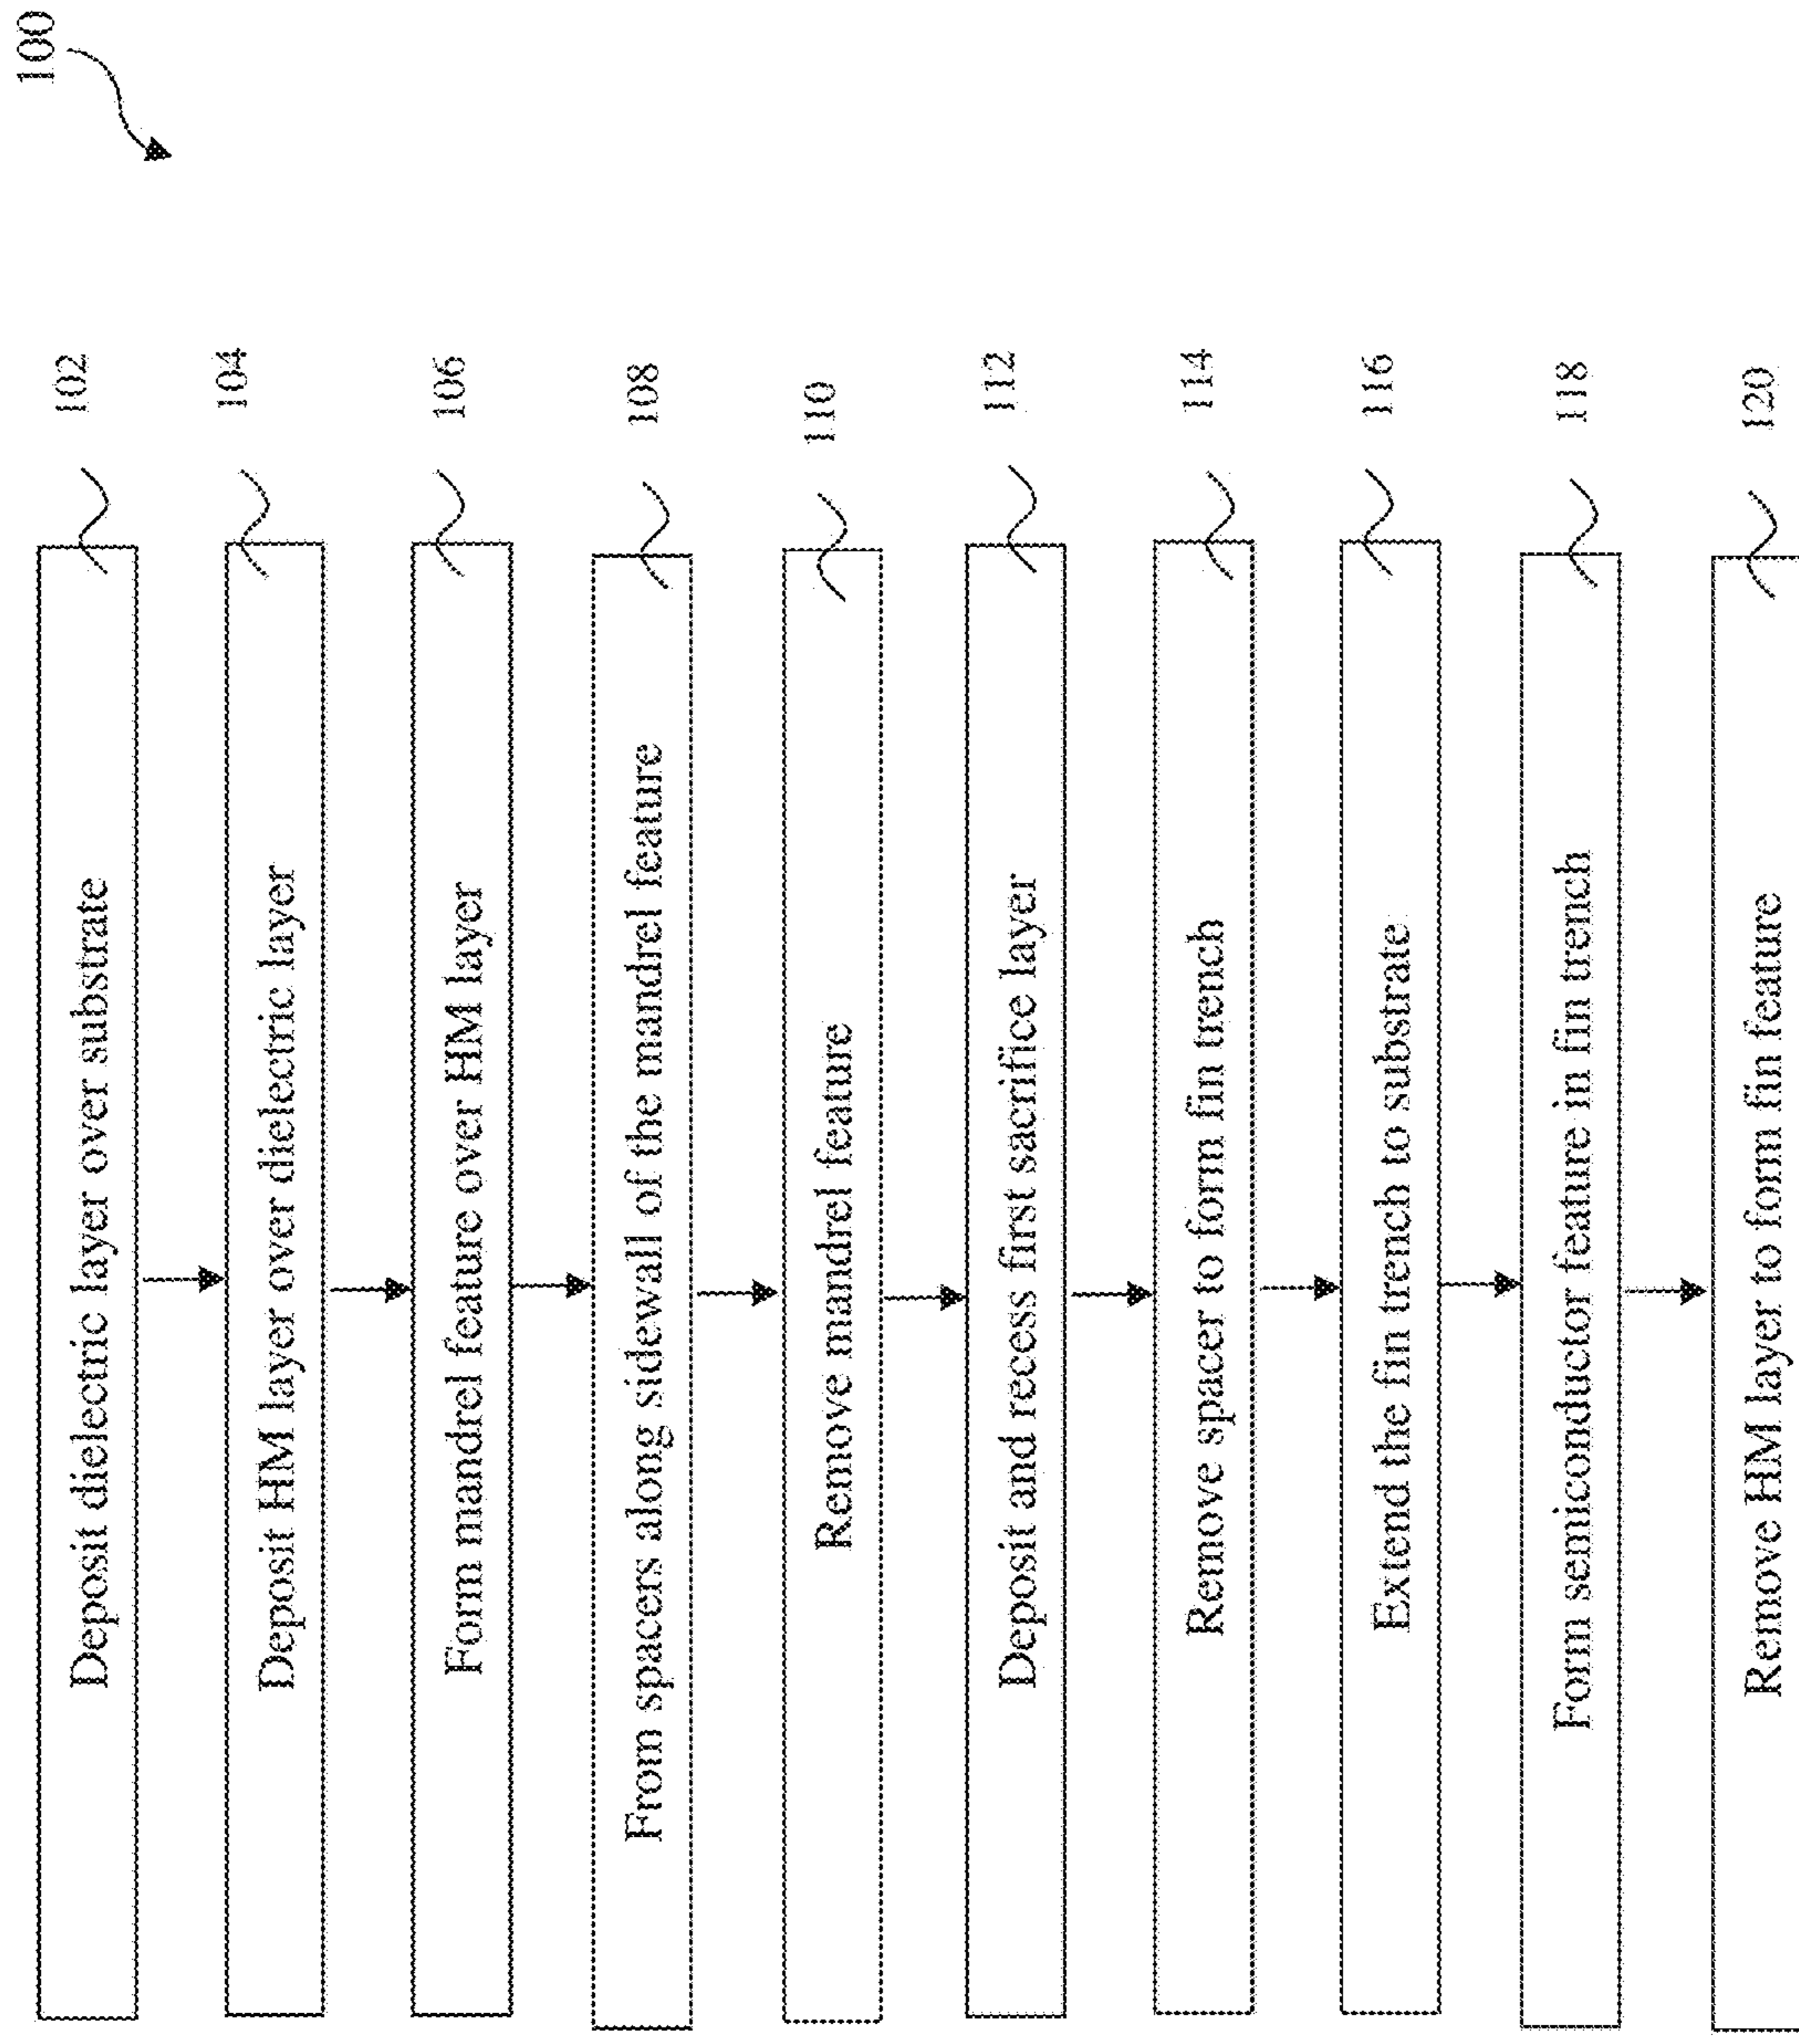 100
Deposit dielectric layer over substrate
102
Deposit HM layer over dielectric layer
104
Form mandrel feature over HM layer
106
From spacers along sidewall of the mandrel feature
108
Remove mandrel feature
110
Deposit and recess first sacrifice layer
112
Remove spacer to form fin trench
114
Extend the fin trench to substrate
116
Form semiconductor feature in fin trench
118
Remove HM layer to form fin feature
120